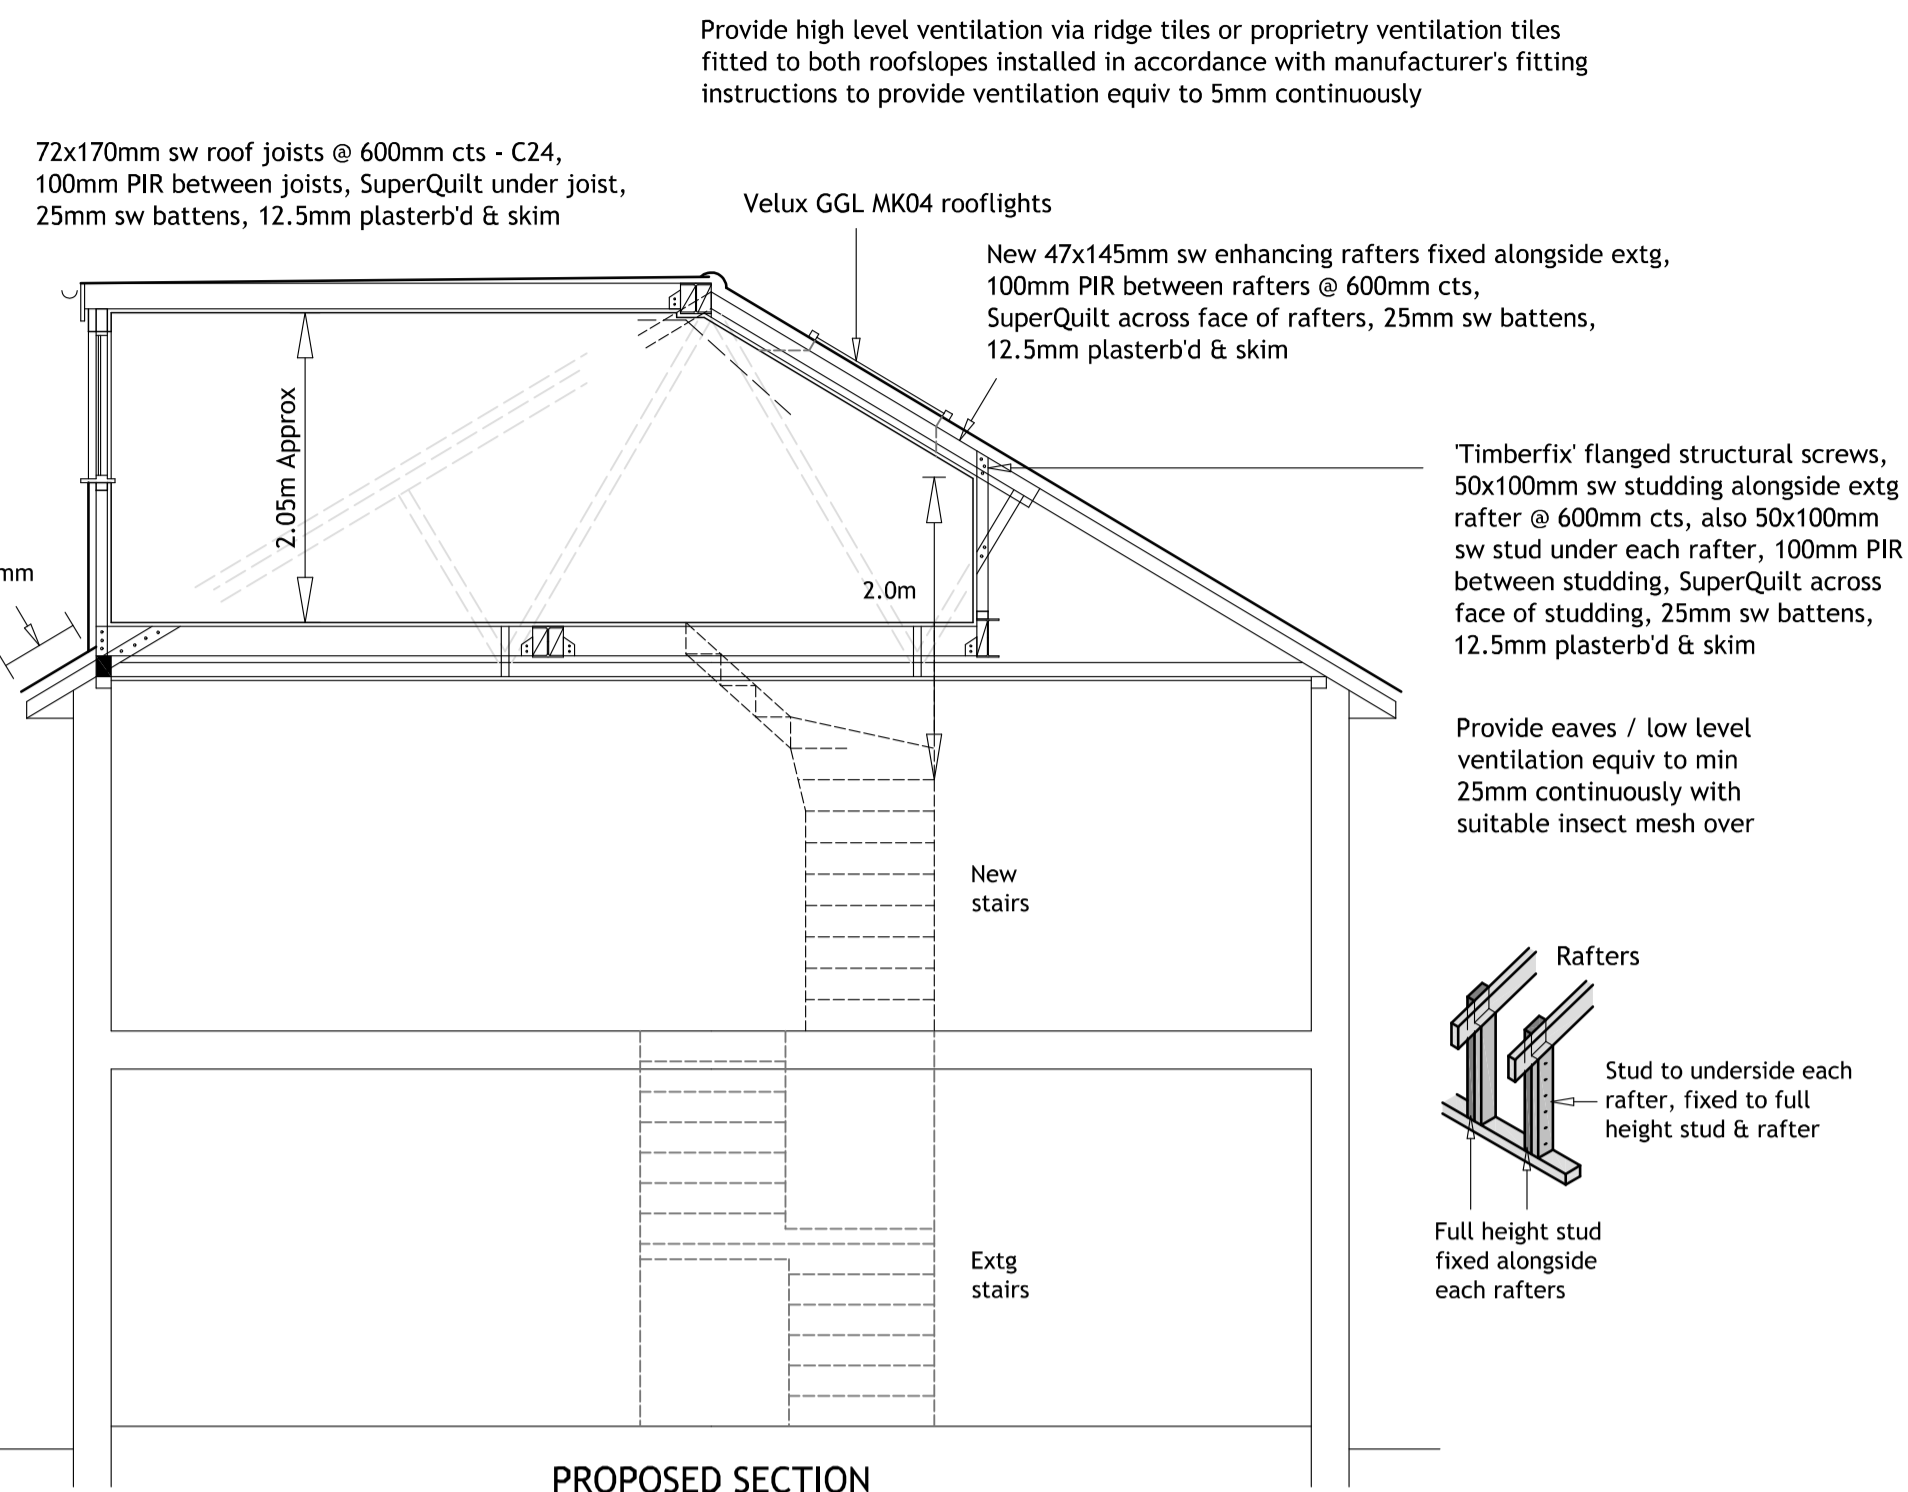 Provide high level ventilation via ridge tiles or proprietry ventilation tiles
fitted to both roofslopes installed in accordance with manufacturer's fitting
instructions to provide ventilation equiv to 5mm continuously
72x170mm sw roof joists @ 600mm cts - C24,
100mm PIR between joists, SuperQuilt under joist,
25mm sw battens, 12.5mm plasterb'd & skim
Velux GGL MK04 rooflights
New 47x145mm sw enhancing rafters fixed alongside extg,
100mm PIR between rafters @ 600mm cts,
SuperQuilt across face of rafters, 25mm sw battens,
12.5mm plasterb'd & skim
2.05m Approx
'Timberfix' flanged structural screws,
50x100mm sw studding alongside extg
rafter @ 600mm cts, also 50x100mm
sw stud under each rafter, 100mm PIR
between studding, SuperQuilt across
face of studding, 25mm sw battens,
12.5mm plasterb'd & skim
mm
2.0m
Provide eaves / low level
ventilation equiv to min
25mm continuously with
suitable insect mesh over
New
stairs
Rafters
Stud to underside each
rafter, fixed to full
height stud & rafter
Full height stud
fixed alongside
each rafters
Extg
stairs
PROPOSED SECTION